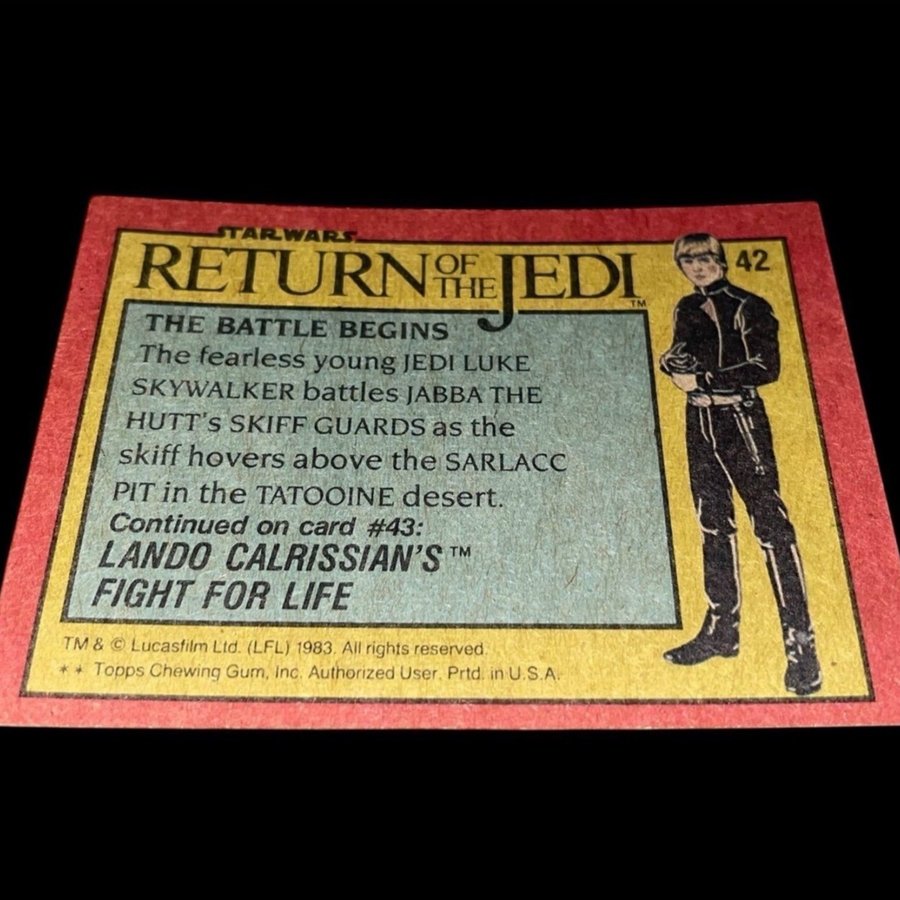 STAR WARS
RETURN OF THE JEDI™
42
THE BATTLE BEGINS
The fearless young JEDI LUKE
SKYWALKER battles JABBA THE
HUTT's SKIFF GUARDS as the
skiff hovers above the SARLACC
PIT in the TATOOINE desert.
Continued on card #43:
LANDO CALRISSIAN'S™
FIGHT FOR LIFE
TM & © Lucasfilm Ltd. (LFL) 1983. All rights reserved.
** Topps Chewing Gum, Inc. Authorized User. Prtd. in U.S.A.